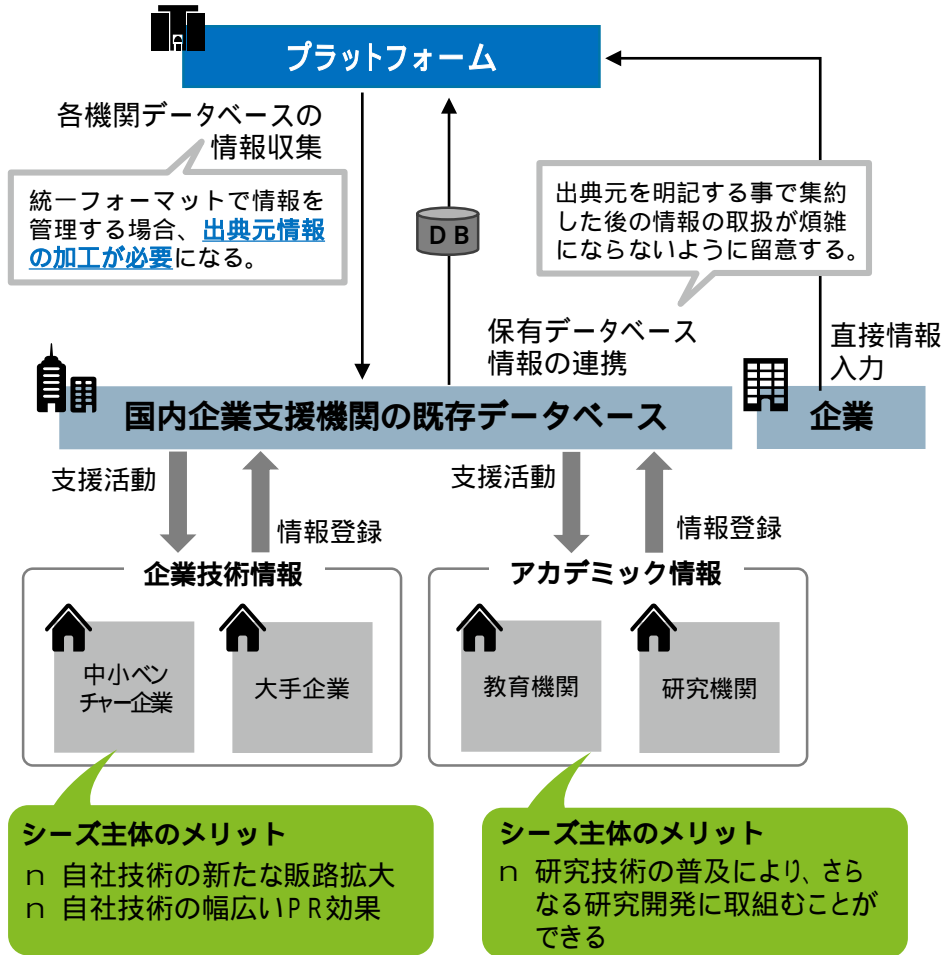 プラットフォーム
各機関データベースの
情報収集
統一フォーマットで情報を
管理する場合、出典元情報
の加工が必要になる。
DB
出典元を明記する事で集約
した後の情報の取扱が煩雑
にならないように留意する。
保有データベース
情報の連携
直接情報
入力
国内企業支援機関の既存データベース
企業
支援活動
情報登録
支援活動
情報登録
企業技術情報
中小ベン
チャー企業
大手企業
アカデミック情報
教育機関
研究機関
シーズ主体のメリット
n 自社技術の新たな販路拡大
n 自社技術の幅広いPR効果
シーズ主体のメリット
n 研究技術の普及により、さら
なる研究開発に取組むことが
できる